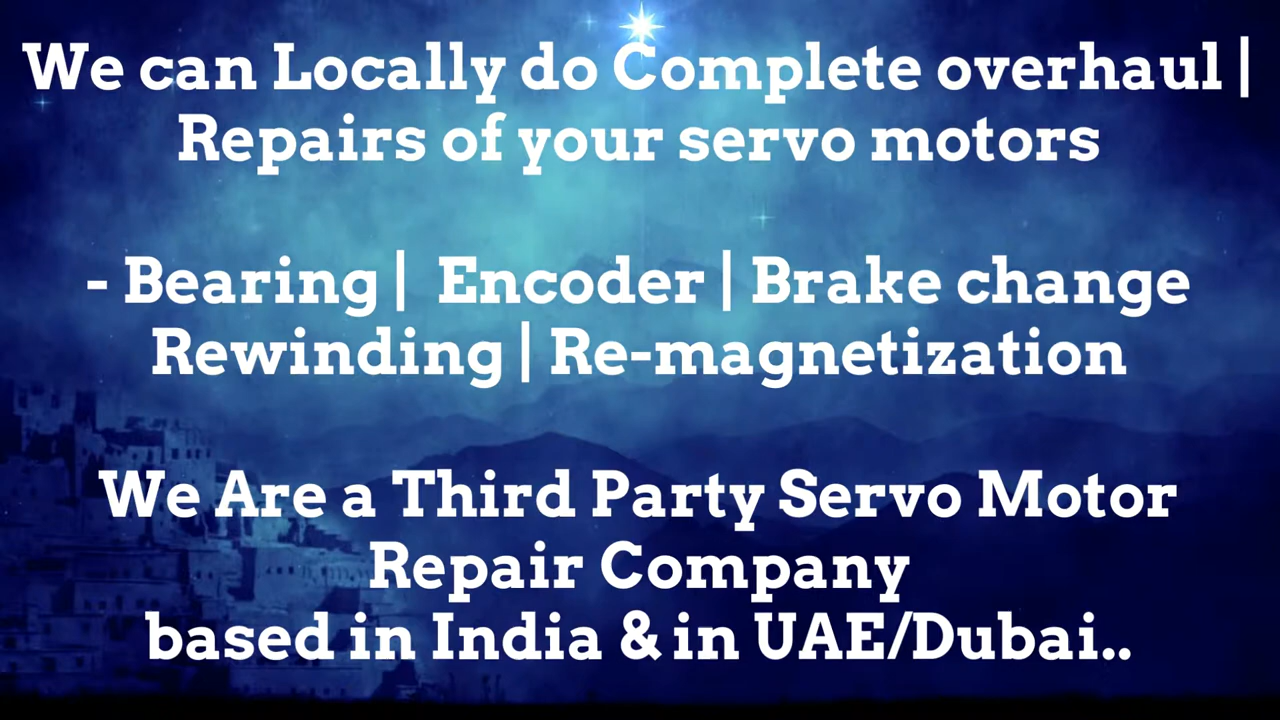 We can Locally do Complete overhaul |
Repairs of your servo motors
- Bearing | Encoder | Brake change
Rewinding | Re-magnetization
We Are a Third Party Servo Motor
Repair Company
based in India & in UAE/Dubai..